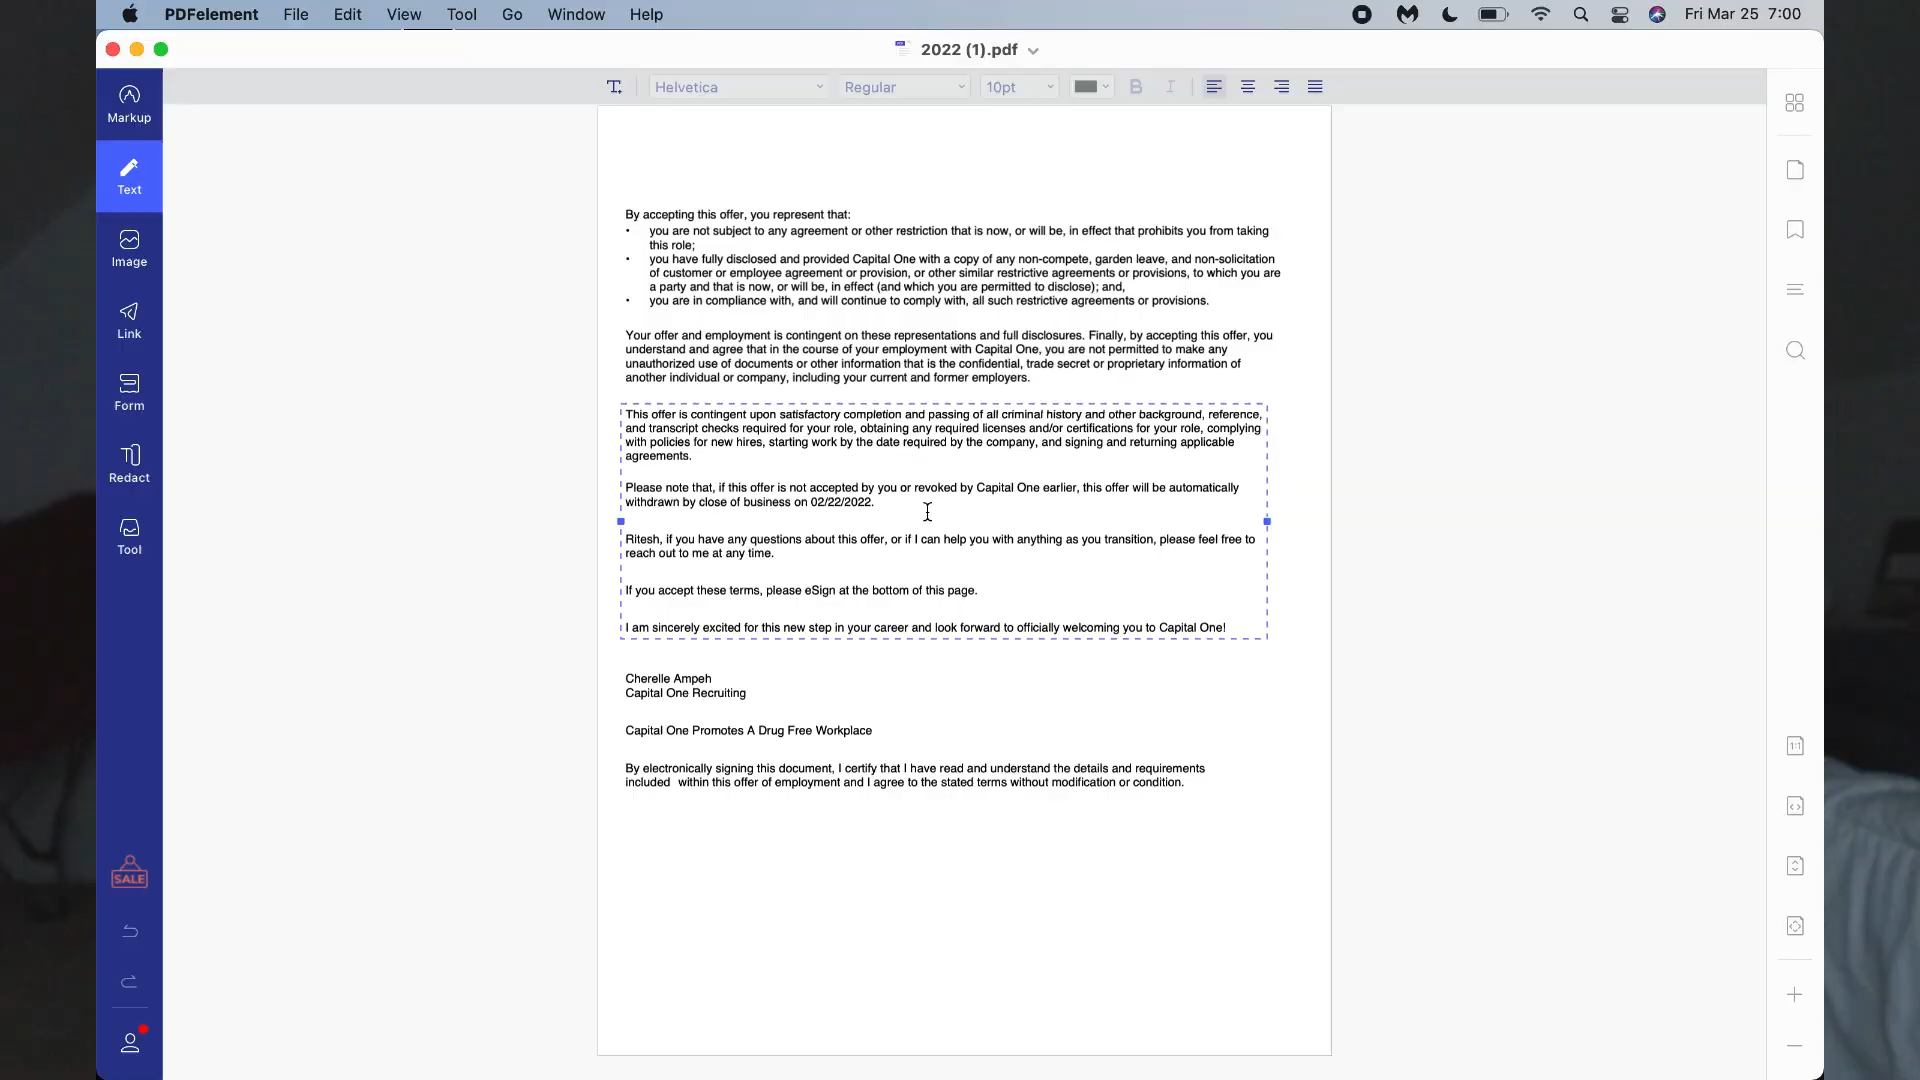 PDFelement File Edit View Tool Go Window Help Fri Mar 25 7:00
2022 (1).pdf
Helvetica Regular 10pt B I
Markup
Text
Image
Link
Form
Redact
Tool
SALE
By accepting this offer, you represent that:
• you are not subject to any agreement or other restriction that is now, or will be, in effect that prohibits you from taking
this role;
• you have fully disclosed and provided Capital One with a copy of any non-compete, garden leave, and non-solicitation
of customer or employee agreement or provision, or other similar restrictive agreements or provisions, to which you are
a party and that is now, or will be, in effect (and which you are permitted to disclose); and,
• you are in compliance with, and will continue to comply with, all such restrictive agreements or provisions.
Your offer and employment is contingent on these representations and full disclosures. Finally, by accepting this offer, you
understand and agree that in the course of your employment with Capital One, you are not permitted to make any
unauthorized use of documents or other information that is the confidential, trade secret or proprietary information of
another individual or company, including your current and former employers.
This offer is contingent upon satisfactory completion and passing of all criminal history and other background, reference,
and transcript checks required for your role, obtaining any required licenses and/or certifications for your role, complying
with policies for new hires, starting work by the date required by the company, and signing and returning applicable
agreements.
Please note that, if this offer is not accepted by you or revoked by Capital One earlier, this offer will be automatically
withdrawn by close of business on 02/22/2022.
Ritesh, if you have any questions about this offer, or if I can help you with anything as you transition, please feel free to
reach out to me at any time.
If you accept these terms, please eSign at the bottom of this page.
I am sincerely excited for this new step in your career and look forward to officially welcoming you to Capital One!
Cherelle Ampeh
Capital One Recruiting
Capital One Promotes A Drug Free Workplace
By electronically signing this document, I certify that I have read and understand the details and requirements
included within this offer of employment and I agree to the stated terms without modification or condition.
1:1